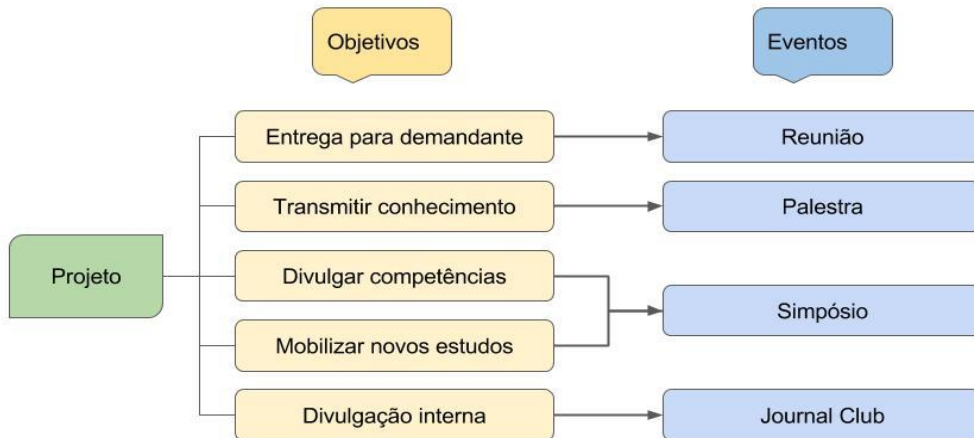 Objetivos
Eventos
Entrega para demandante
Reunião
Transmitir conhecimento
Palestra
Projeto
Divulgar competências
Simpósio
Mobilizar novos estudos
Divulgação interna
Journal Club